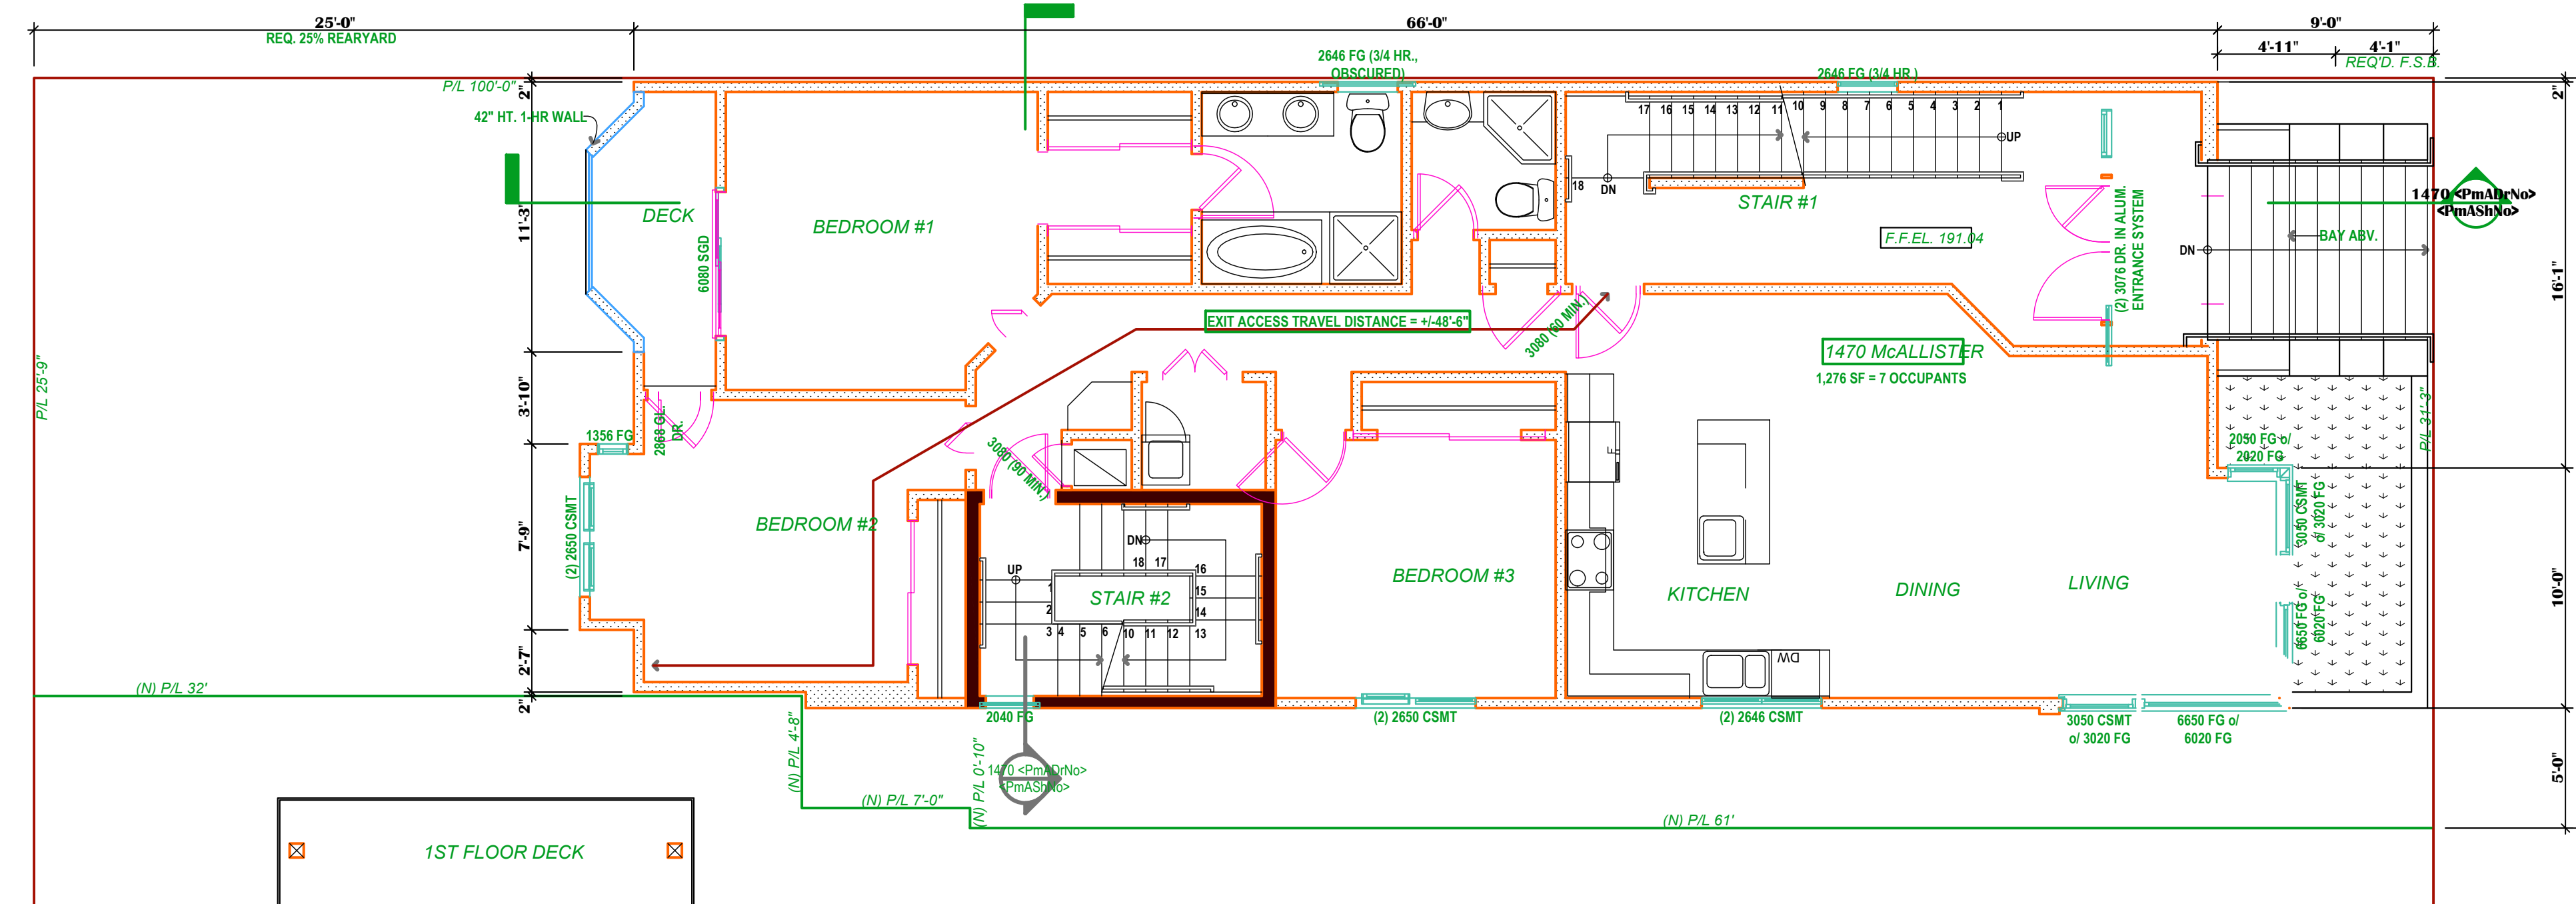 25'-0"
REQ. 25% REARYARD
66'-0"
9'-0"
4'-11"
4'-1"
REQ'D. F.S.B.
P/L 100'-0"
42" HT. 1-HR WALL
2646 FG (3/4 HR.,
OBSCURED)
2646 FG (3/4 HR.)
2"
11'-3"
3'-10"
7'-9"
2'-7"
2"
2"
16'-1"
10'-0"
5'-0"
P/L 25'-9"
P/L 31'-3"
DECK
6080 SGD
BEDROOM #1
17 16 15 14 13 12 11 10 9 8 7 6 5 4 3 2 1
UP
18
DN
STAIR #1
F.F.EL. 191.04
(2) 3076 DR. IN ALUM.
ENTRANCE SYSTEM
DN
BAY ABV.
1470 <PmADrNo>
<PmAShNo>
EXIT ACCESS TRAVEL DISTANCE = +/-48'-6"
3080 (60 MIN.)
1470 McALLISTER
1,276 SF = 7 OCCUPANTS
1356 FG
2868 GL.
DR.
3080 (90 MIN.)
(2) 2650 CSMT
BEDROOM #2
DN
18 17
16
15
14
13
UP
1
2
3 4 5 6 10 11 12
STAIR #2
BEDROOM #3
F
KITCHEN
DINING
LIVING
DW
2050 FG o/
2020 FG
3050 CSMT
o/ 3020 FG
6650 FG o/
6020 FG
2040 FG
(2) 2650 CSMT
(2) 2646 CSMT
3050 CSMT
o/ 3020 FG
6650 FG o/
6020 FG
(N) P/L 32'
(N) P/L 4'-8"
(N) P/L 7'-0"
(N) P/L 0'-10"
1470 <PmADrNo>
<PmAShNo>
(N) P/L 61'
1ST FLOOR DECK